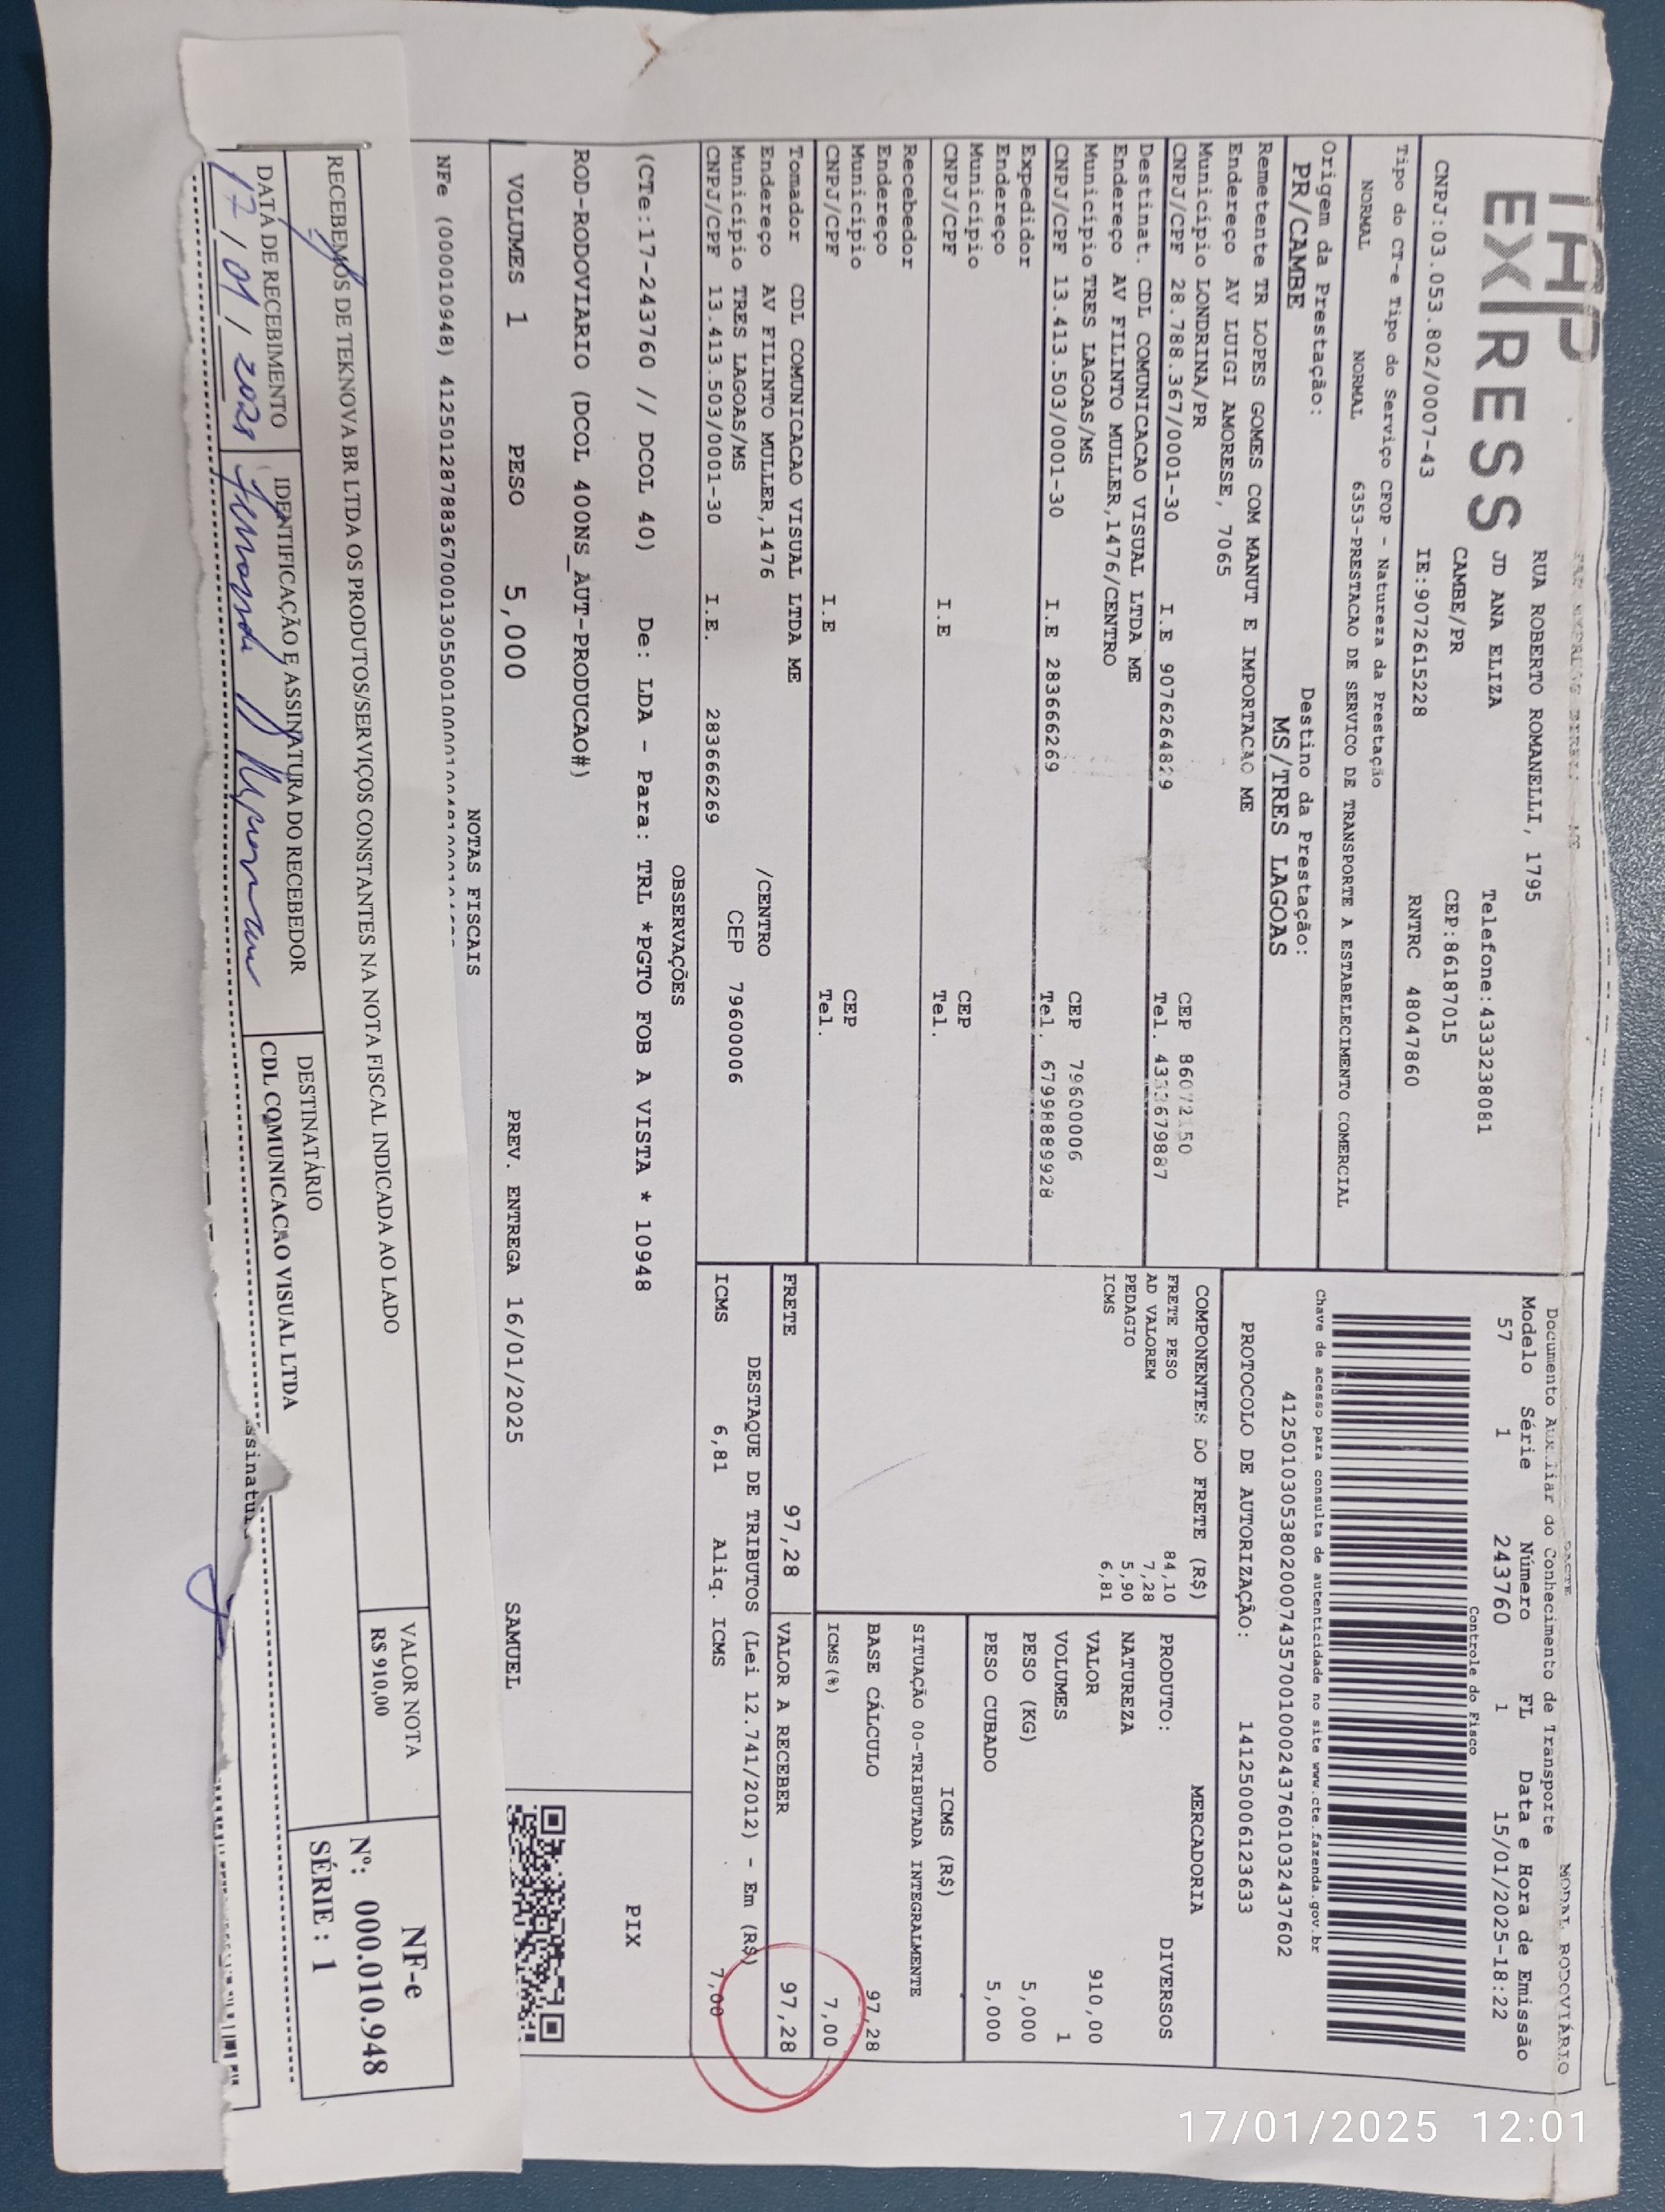 EXPRESS
RUA ROBERTO ROMANELLI, 1795
JD ANA ELIZA
Telefone:4333238081
CAMBE/PR
CEP:86187015
CNPJ:03.053.802/0007-43 IE:9072615228 RNTRC 48047860
Tipo do CT-e Tipo do Serviço CFOP - Natureza da Prestação
NORMAL NORMAL 6353-PRESTACAO DE SERVICO DE TRANSPORTE A ESTABELECIMENTO COMERCIAL
Origem da Prestação: Destino da Prestação:
PR/CAMBE MS/TRES LAGOAS
Remetente TR LOPES GOMES COM MANUT E IMPORTACAO ME
Endereço AV LUIGI AMORESE, 7065
Município LONDRINA/PR CEP 86072150
CNPJ/CPF 28.788.367/0001-30 I.E 9076264829 Tel. 4333679887
Destinat. CDL COMUNICACAO VISUAL LTDA ME
Endereço AV FILINTO MULLER,1476/CENTRO
Município TRES LAGOAS/MS CEP 79600006
CNPJ/CPF 13.413.503/0001-30 I.E 283666269 Tel. 67998889928
Expedidor
Endereço
Município CEP
CNPJ/CPF I.E Tel.
Recebedor
Endereço
Município CEP
CNPJ/CPF I.E Tel.
Tomador CDL COMUNICACAO VISUAL LTDA ME
Endereço AV FILINTO MULLER,1476 /CENTRO
Município TRES LAGOAS/MS CEP 79600006
CNPJ/CPF 13.413.503/0001-30 I.E. 283666269
DACTE MODAL RODOVIÁRIO
Documento Auxiliar do Conhecimento de Transporte
Modelo Série Número FL Data e Hora de Emissão
57 1 243760 1 15/01/2025-18:22
Controle do Fisco
Chave de acesso para consulta de autenticidade no site www.cte.fazenda.gov.br
41250103053802000743570010002437601032437602
PROTOCOLO DE AUTORIZAÇÃO: 141250006123633
COMPONENTES DO FRETE (R$)
FRETE PESO 84,10
AD VALOREM 7,28
PEDAGIO 5,90
ICMS 6,81
MERCADORIA
PRODUTO: DIVERSOS
NATUREZA
VALOR 910,00
VOLUMES 1
PESO (KG) 5,000
PESO CUBADO 5,000
ICMS (R$)
SITUAÇÃO 00-TRIBUTADA INTEGRALMENTE
BASE CÁLCULO 97,28
ICMS(%) 7,00
FRETE 97,28 VALOR A RECEBER 97,28
DESTAQUE DE TRIBUTOS (Lei 12.741/2012) - Em (R$)
ICMS 6,81 Aliq. ICMS 7,00
OBSERVAÇÕES
(CTe:17-243760 // DCOL 40) De: LDA - Para: TRL *PGTO FOB A VISTA * 10948
PIX
ROD-RODOVIARIO (DCOL 400NS_AUT-PRODUCAO#)
VOLUMES 1 PESO 5,000 PREV. ENTREGA 16/01/2025 SAMUEL
NOTAS FISCAIS
RECEBEMOS DE TEKNOVA BR LTDA OS PRODUTOS/SERVIÇOS CONSTANTES NA NOTA FISCAL INDICADA AO LADO
VALOR NOTA
R$ 910,00
NF-e
Nº: 000.010.948
SÉRIE : 1
DATA DE RECEBIMENTO IDENTIFICAÇÃO E ASSINATURA DO RECEBEDOR DESTINATÁRIO
CDL COMUNICACAO VISUAL LTDA
17/01/2025
17/01/2025 12:01